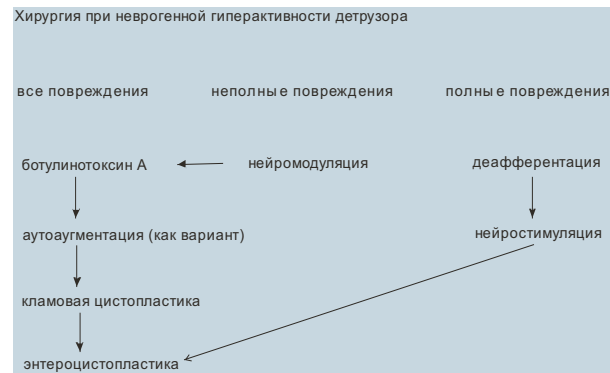 Хирургия при неврогенной гиперактивности детрузора
все повреждения неполные повреждения полные повреждения
ботулинотоксин А нейромодуляция деафферентация
аутоаугментация (как вариант) нейростимуляция
кламовая цистопластика
энтероцистопластика